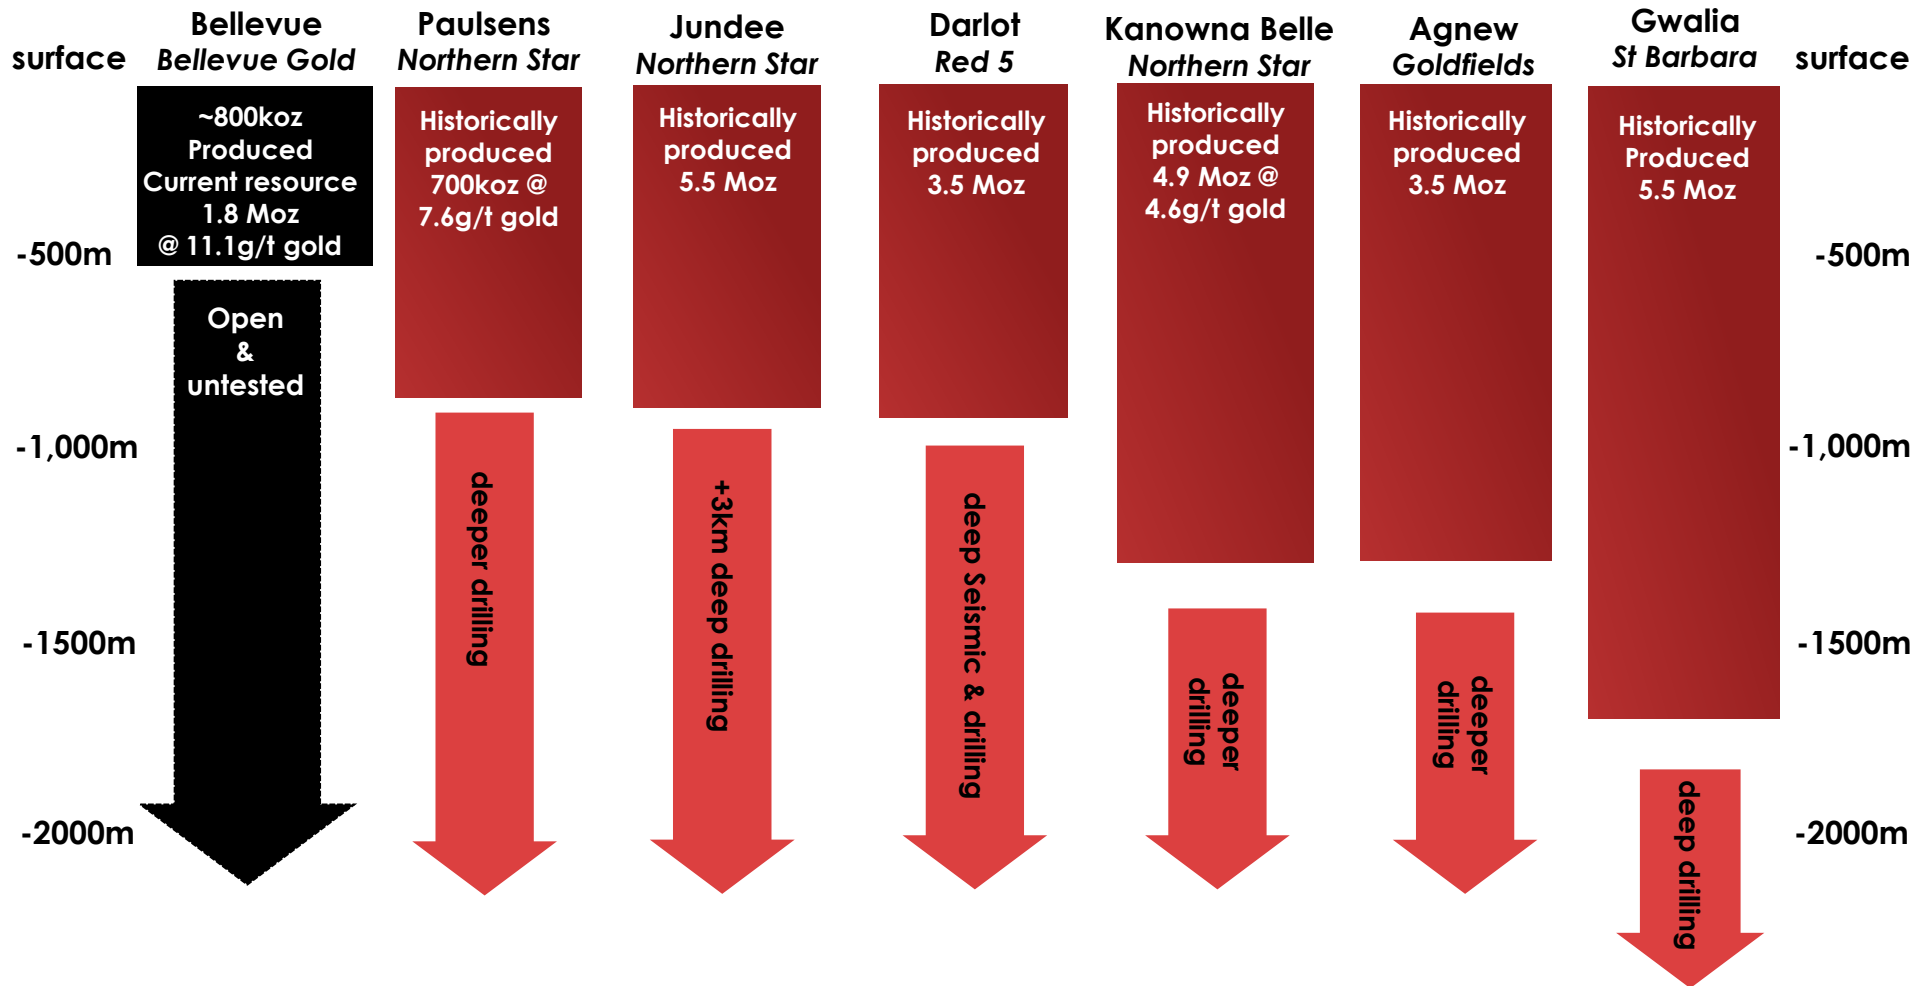 surface
Bellevue
Bellevue Gold
~800koz
Produced
Current resource
1.8 Moz
@ 11.1g/t gold
Open
&
untested
Paulsens
Northern Star
Historically
produced
700koz @
7.6g/t gold
deeper drilling
Jundee
Northern Star
Historically
produced
5.5 Moz
+3km deep drilling
Darlot
Red 5
Historically
produced
3.5 Moz
deep Seismic & drilling
Kanowna Belle
Northern Star
Historically
produced
4.9 Moz @
4.6g/t gold
deeper
drilling
Agnew
Goldfields
Historically
produced
3.5 Moz
deeper
drilling
Gwalia
St Barbara
Historically
Produced
5.5 Moz
deep drilling
surface
-500m
-1,000m
-1500m
-2000m
-500m
-1,000m
-1500m
-2000m